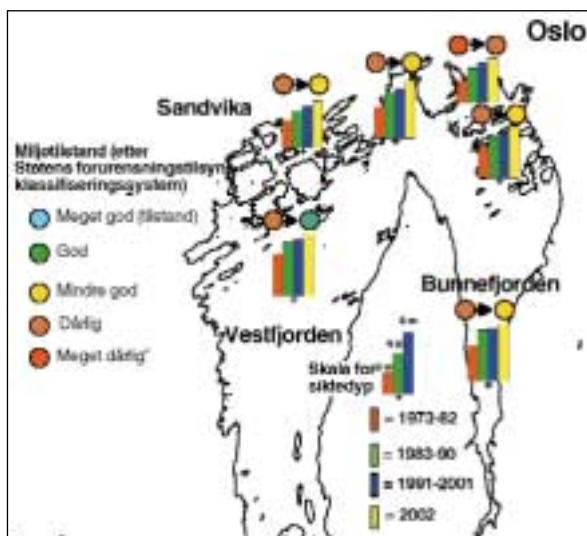 Oslo
Sandvika
Miljøtilstand (etter
Statens forurensningstilsyn
klassifiseringssystem)
Meget god (tilstand)
God
Mindre god
Dårlig
Meget dårlig"
Vestfjorden
Bunnefjorden
Skala for
siktedyp
= 1973-82
= 1983-90
= 1991-2001
= 2002